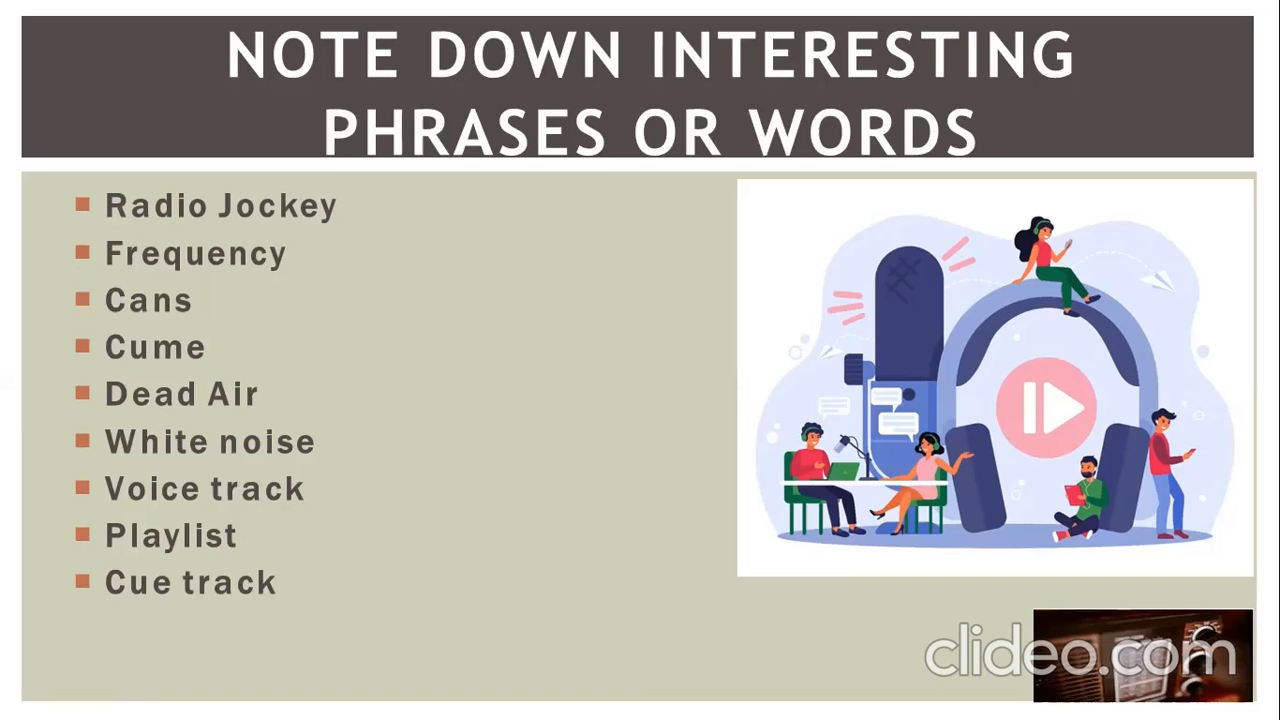 NOTE DOWN INTERESTING
PHRASES OR WORDS
Radio Jockey
Frequency
Cans
Cume
Dead Air
White noise
Voice track
Playlist
Cue track
clideo.com